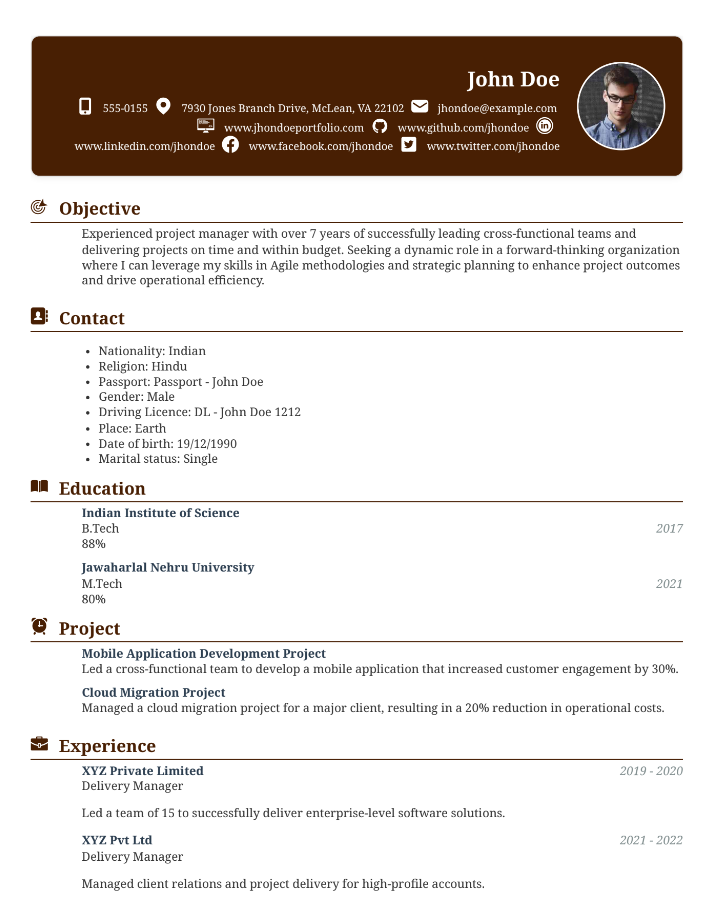 John Doe
555-0155 7930 Jones Branch Drive, McLean, VA 22102 jhondoe@example.com
www.jhondoeportfolio.com www.github.com/jhondoe
www.linkedin.com/jhondoe www.facebook.com/jhondoe www.twitter.com/jhondoe
Objective
Experienced project manager with over 7 years of successfully leading cross-functional teams and
delivering projects on time and within budget. Seeking a dynamic role in a forward-thinking organization
where I can leverage my skills in Agile methodologies and strategic planning to enhance project outcomes
and drive operational efficiency.
Contact
• Nationality: Indian
• Religion: Hindu
• Passport: Passport - John Doe
• Gender: Male
• Driving Licence: DL - John Doe 1212
• Place: Earth
• Date of birth: 19/12/1990
• Marital status: Single
Education
Indian Institute of Science
B.Tech 2017
88%
Jawaharlal Nehru University
M.Tech 2021
80%
Project
Mobile Application Development Project
Led a cross-functional team to develop a mobile application that increased customer engagement by 30%.
Cloud Migration Project
Managed a cloud migration project for a major client, resulting in a 20% reduction in operational costs.
Experience
XYZ Private Limited 2019 - 2020
Delivery Manager
Led a team of 15 to successfully deliver enterprise-level software solutions.
XYZ Pvt Ltd 2021 - 2022
Delivery Manager
Managed client relations and project delivery for high-profile accounts.